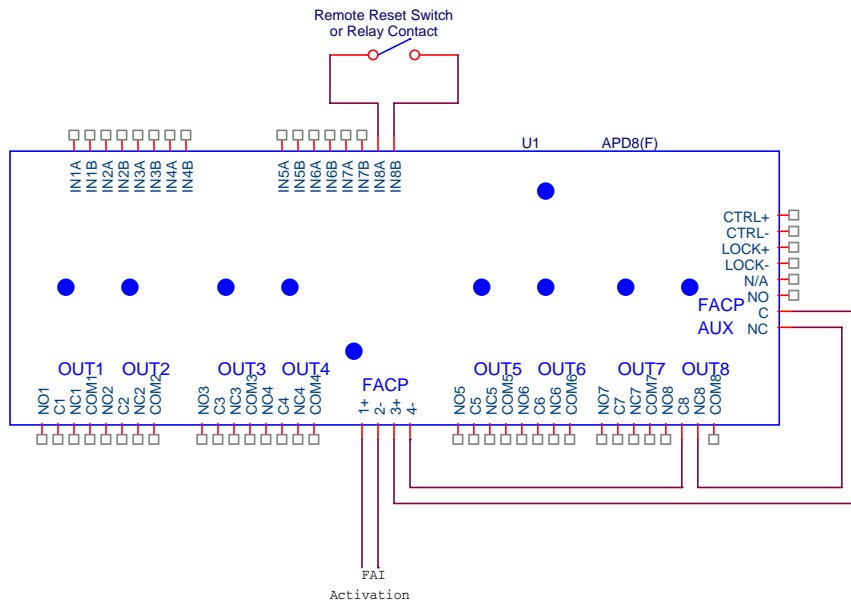 Remote Reset Switch
or Relay Contact
U1
APD8(F)
IN1A
IN1B
IN2A
IN2B
IN3A
IN3B
IN4A
IN4B
IN5A
IN5B
IN6A
IN6B
IN7A
IN7B
IN8A
IN8B
CTRL+
CTRL-
LOCK+
LOCK-
N/A
NO
FACP
C
AUX
NC
OUT1
OUT2
OUT3
OUT4
FACP
OUT5
OUT6
OUT7
OUT8
NO1
C1
NC1
COM1
NO2
C2
NC2
COM2
NO3
C3
NC3
COM3
NO4
C4
NC4
COM4
1+
2-
3+
4-
NO5
C5
NC5
COM5
NO6
C6
NC6
COM6
NO7
C7
NC7
COM7
NO8
C8
NC8
COM8
FAI
Activation